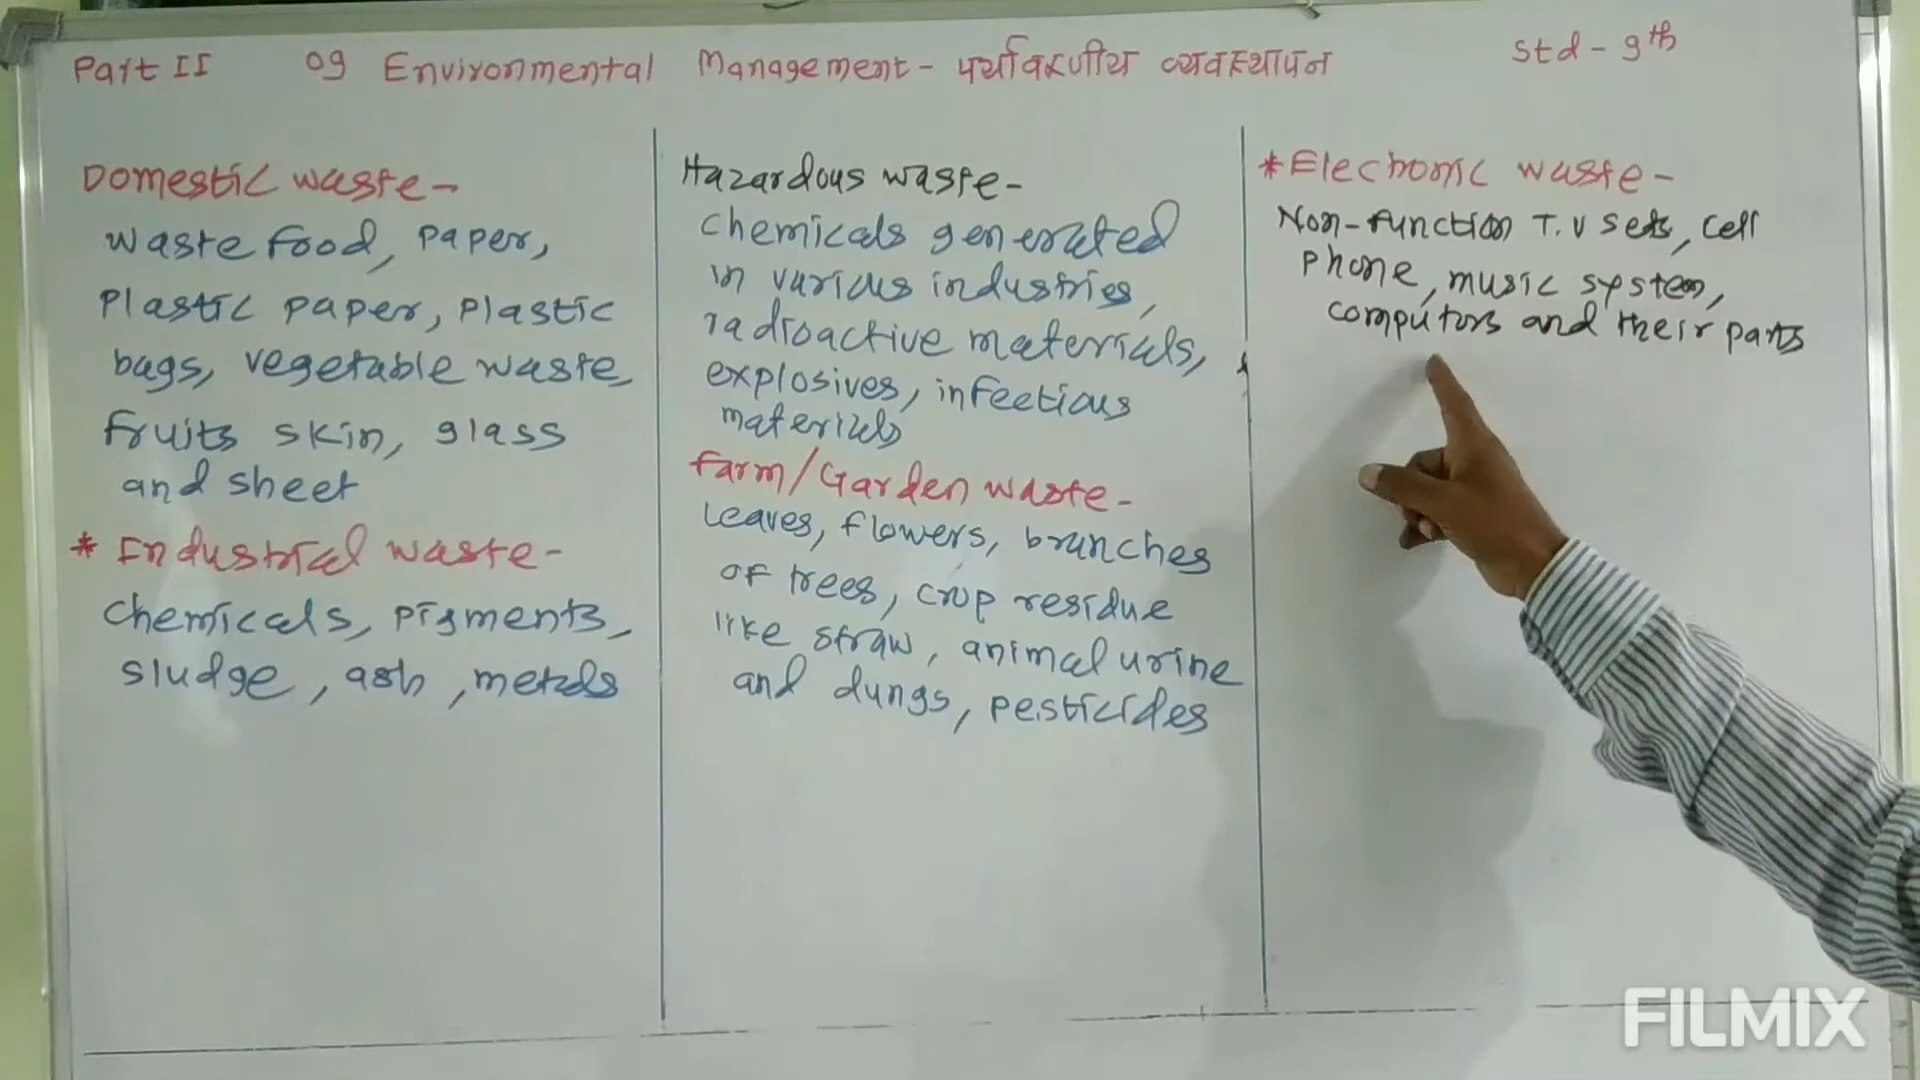 Part II 09 Environmental Management - पर्यावरणीय व्यवस्थापन Std - 9th
Domestic waste -
waste food, paper,
Plastic paper, plastic
bags, vegetable waste,
fruits skin, glass
and sheet
* Industrial waste -
chemicals, pigments,
sludge, ash, metals
Hazardous waste -
chemicals generated
in various industries,
radioactive materials,
explosives, infectious
materials
Farm/Garden waste -
leaves, flowers, branches
of trees, crop residue
like straw, animal urine
and dungs, pesticides
* Electronic waste -
Non-function T.V sets, cell
phone, music system,
computors and their parts
FILMIX